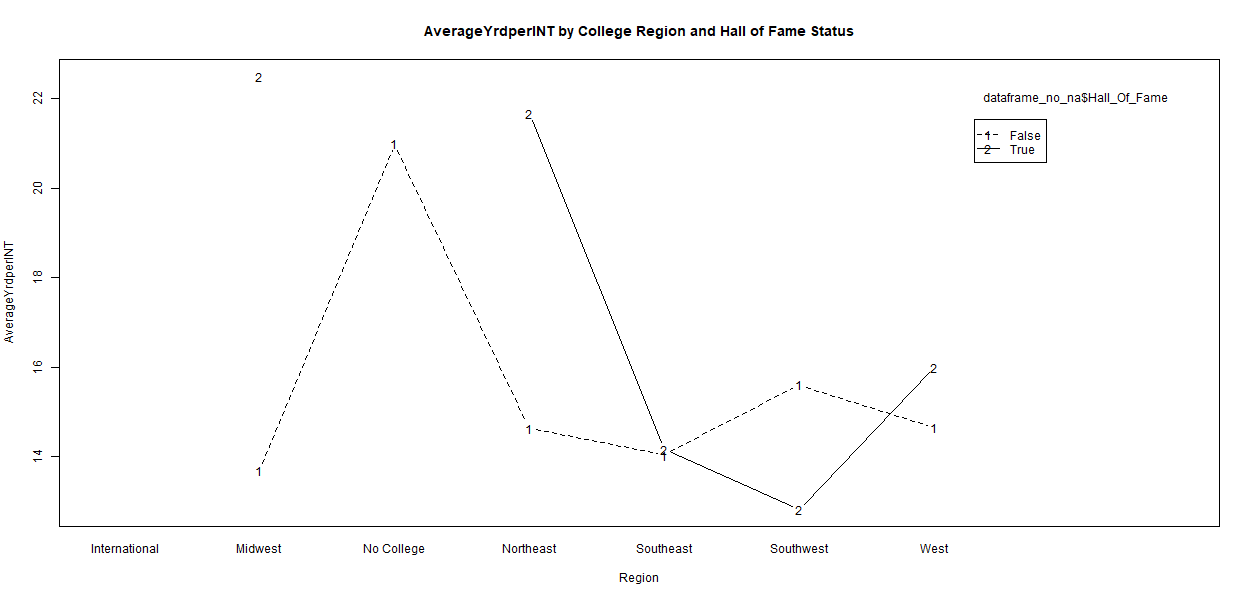 AverageYrdperINT by College Region and Hall of Fame Status
2
22
2
dataframe_no_na$Hall_Of_Fame
1 False
2 True
1
20
18
AverageYrdperINT
16
2
1
1
1
14
2
1
1
2
International Midwest No College Northeast Southeast Southwest West
Region